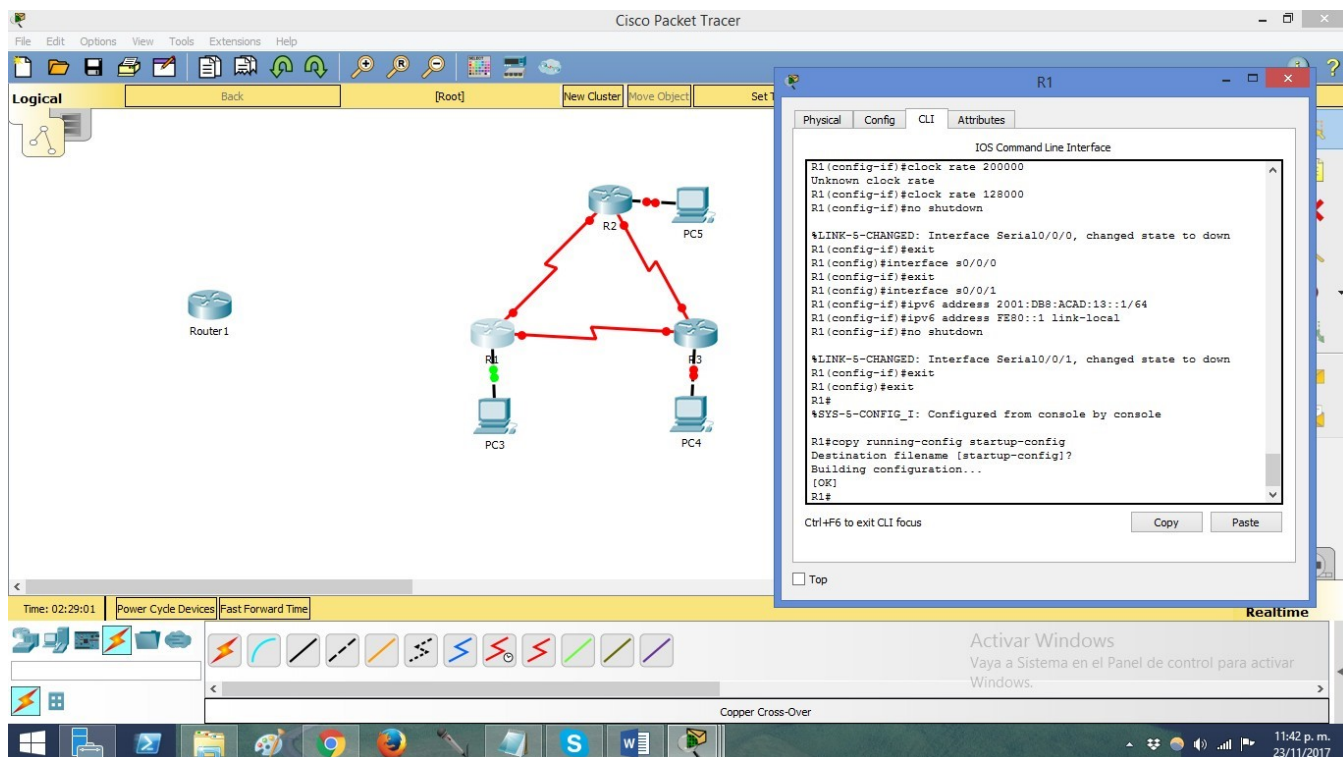 Cisco Packet Tracer
File Edit Options View Tools Extensions Help
Logical
Back
[Root]
New Cluster
Move Object
Set T
R2
PC5
Router1
R1
R3
PC3
PC4
R1
Physical Config CLI Attributes
IOS Command Line Interface
R1(config-if)#clock rate 200000
Unknown clock rate
R1(config-if)#clock rate 128000
R1(config-if)#no shutdown
%LINK-5-CHANGED: Interface Serial0/0/0, changed state to down
R1(config-if)#exit
R1(config)#interface s0/0/0
R1(config-if)#exit
R1(config)#interface s0/0/1
R1(config-if)#ipv6 address 2001:DB8:ACAD:13::1/64
R1(config-if)#ipv6 address FE80::1 link-local
R1(config-if)#no shutdown
%LINK-5-CHANGED: Interface Serial0/0/1, changed state to down
R1(config-if)#exit
R1(config)#exit
R1#
%SYS-5-CONFIG_I: Configured from console by console
R1#copy running-config startup-config
Destination filename [startup-config]?
Building configuration...
[OK]
R1#
Ctrl+F6 to exit CLI focus
Copy
Paste
Top
Time: 02:29:01
Power Cycle Devices
Fast Forward Time
Realtime
Copper Cross-Over
Activar Windows
Vaya a Sistema en el Panel de control para activar
Windows.
11:42 p. m.
23/11/2017